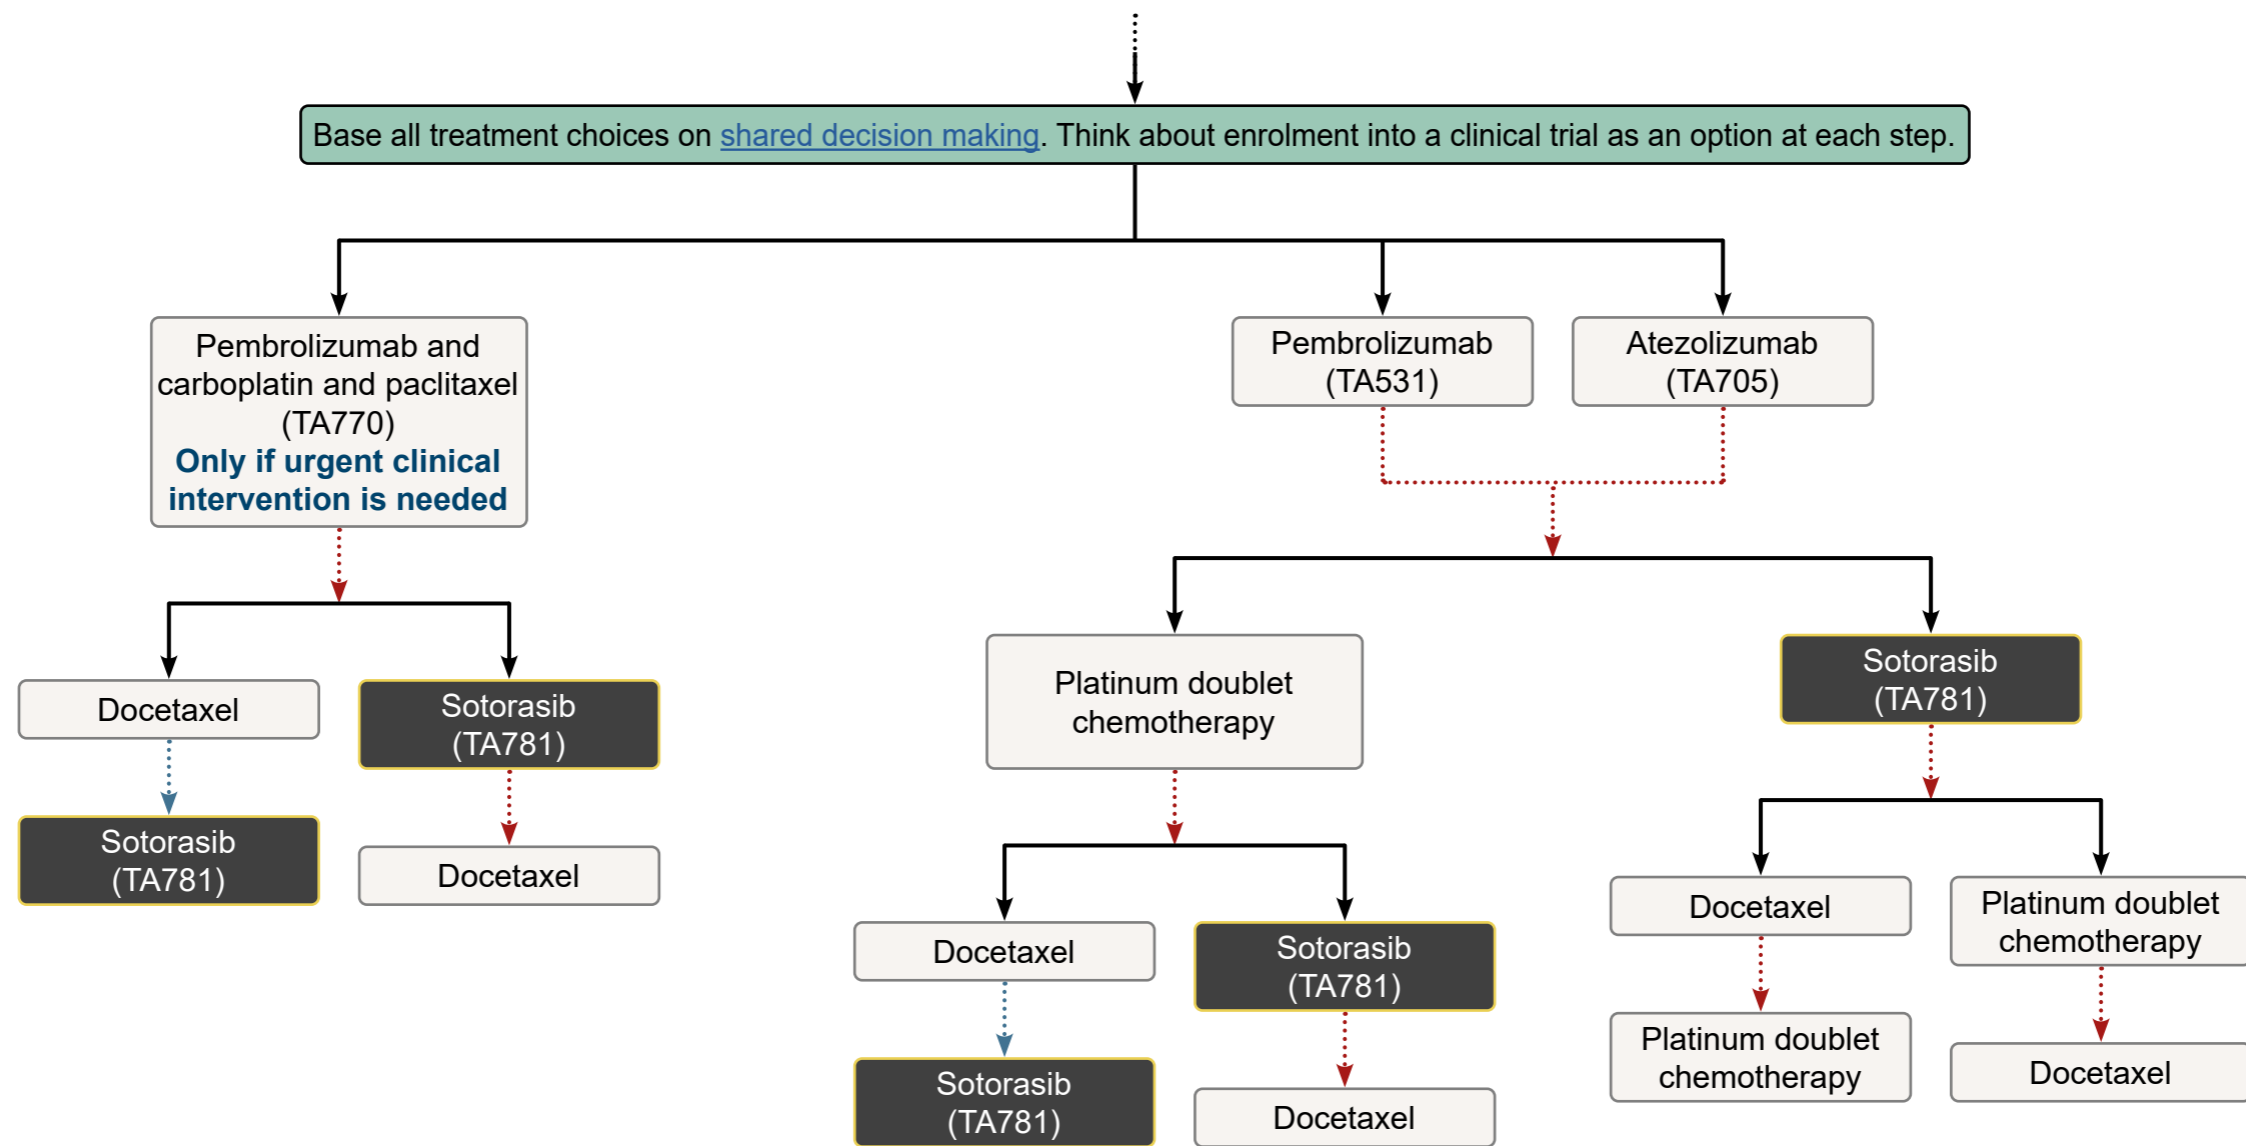 Base all treatment choices on shared decision making. Think about enrolment into a clinical trial as an option at each step.
Pembrolizumab and
carboplatin and paclitaxel
(TA770)
Only if urgent clinical
intervention is needed
Pembrolizumab
(TA531)
Atezolizumab
(TA705)
Docetaxel
Sotorasib
(TA781)
Sotorasib
(TA781)
Docetaxel
Platinum doublet
chemotherapy
Sotorasib
(TA781)
Docetaxel
Sotorasib
(TA781)
Sotorasib
(TA781)
Docetaxel
Docetaxel
Platinum doublet
chemotherapy
Platinum doublet
chemotherapy
Docetaxel